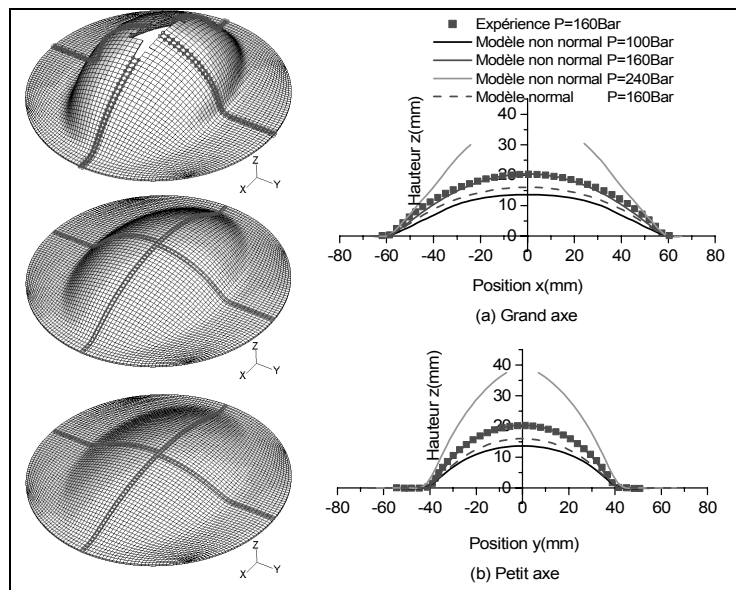 Expérience P=160Bar
Modèle non normal P=100Bar
Modèle non normal P=160Bar
Modèle non normal P=240Bar
Modèle normal P=160Bar
Hauteur z(mm)
40
30
20
10
0
-80 -60 -40 -20 0 20 40 60 80
Position x(mm)
(a) Grand axe
Hauteur z(mm)
40
30
20
10
0
-80 -60 -40 -20 0 20 40 60 80
Position y(mm)
(b) Petit axe
Z
X Y
Z
X Y
Z
X Y